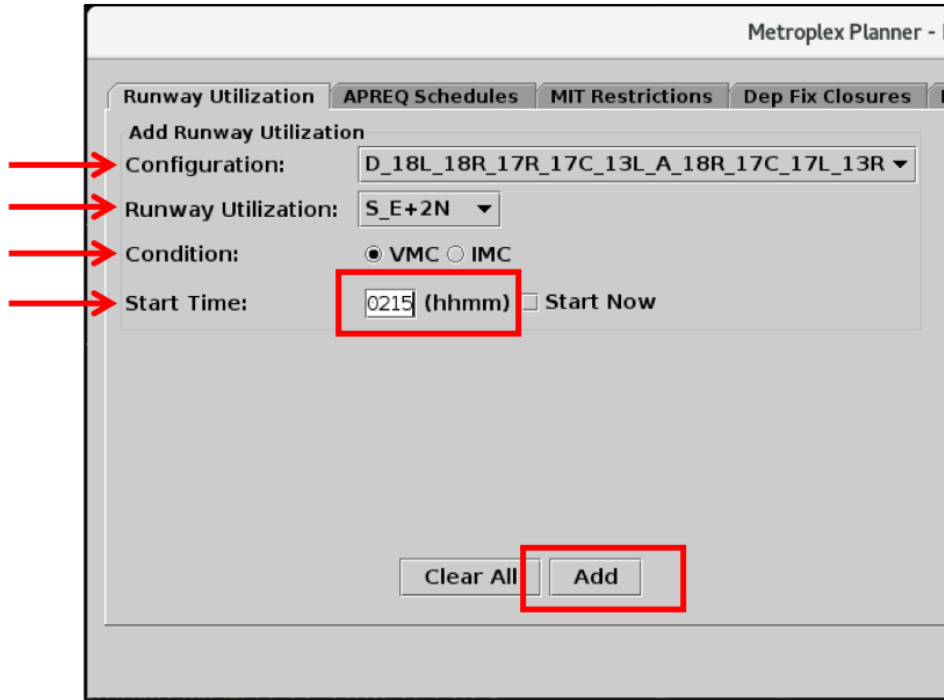 Metroplex Planner -
Runway Utilization APREQ Schedules MIT Restrictions Dep Fix Closures
Add Runway Utilization
Configuration: D_18L_18R_17R_17C_13L_A_18R_17C_17L_13R
Runway Utilization: S_E+2N
Condition: VMC IMC
Start Time: 0215 (hhmm) Start Now
Clear All Add